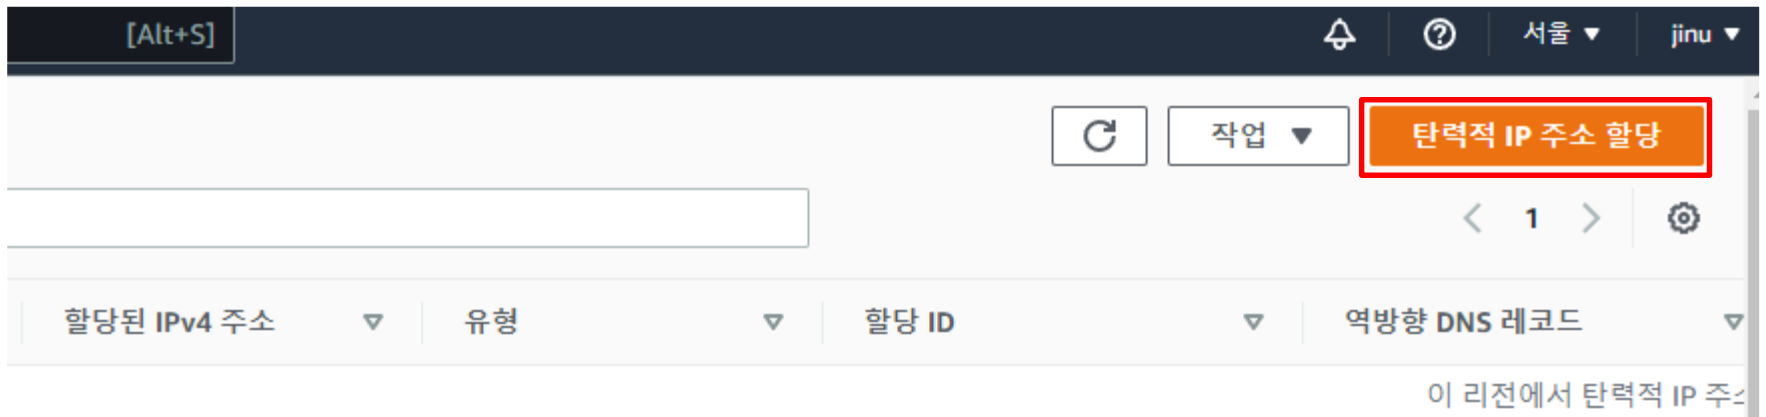 [Alt+S] 서울 ▼ jinu ▼
작업 ▼ 탄력적 IP 주소 할당
1
할당된 IPv4 주소 유형 할당 ID 역방향 DNS 레코드
이 리전에서 탄력적 IP 주